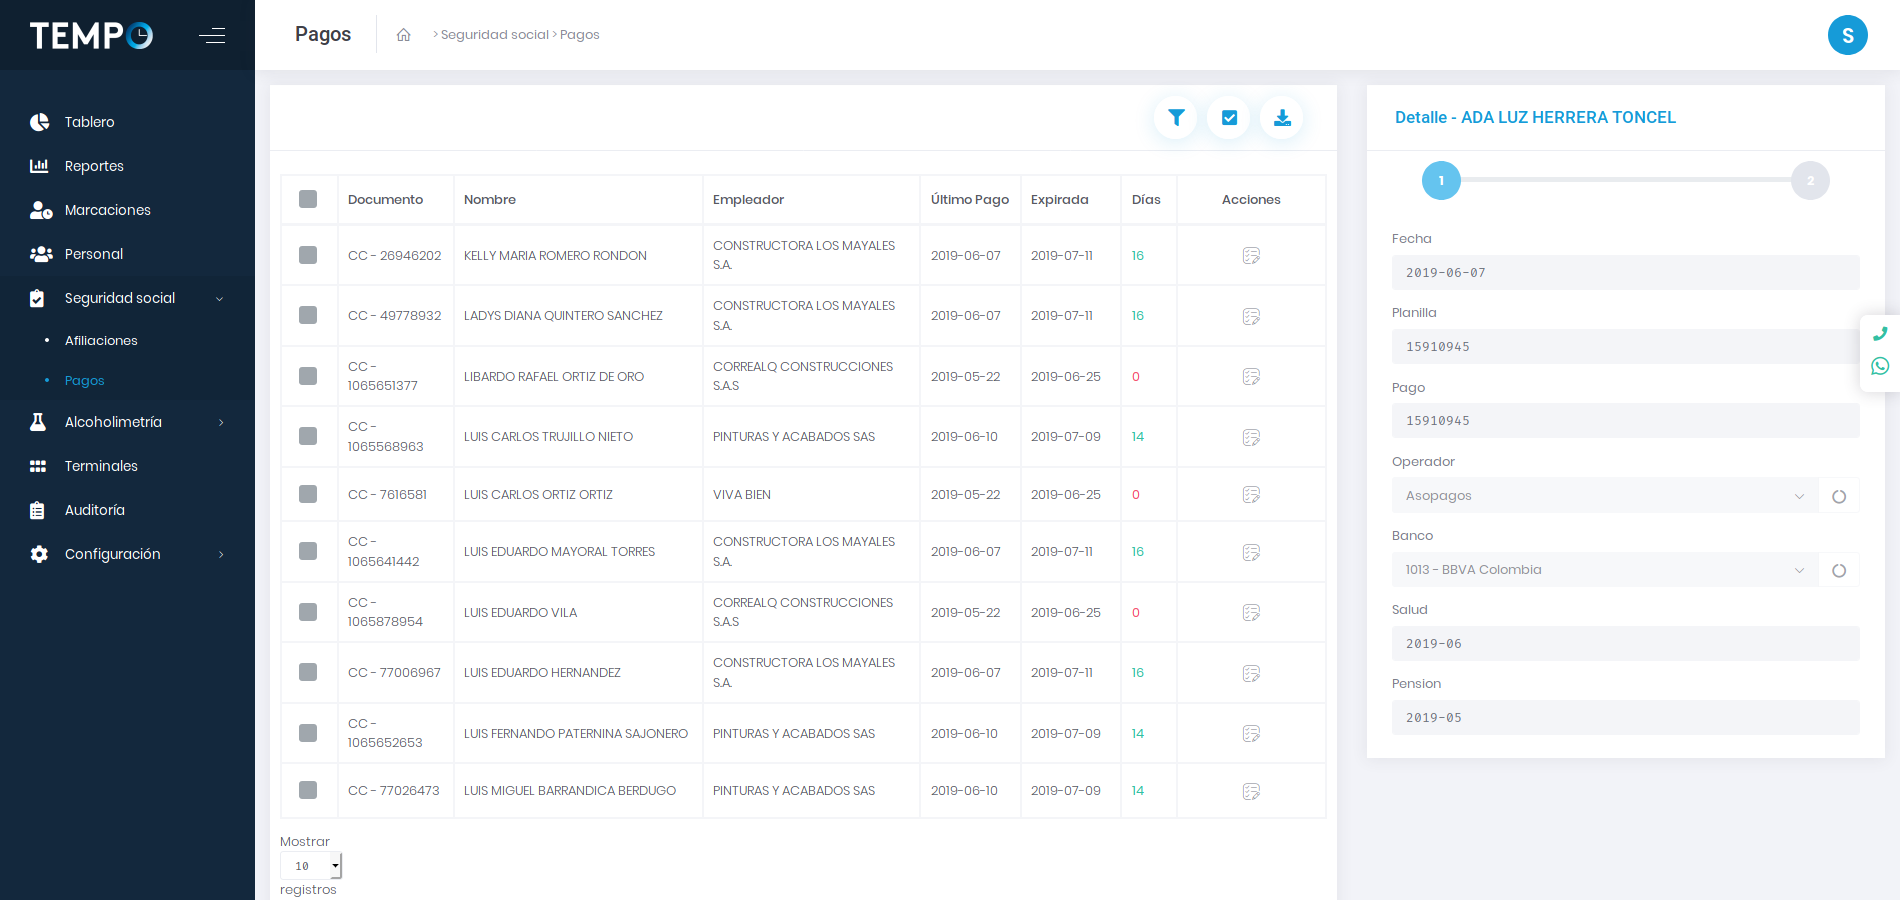 TEMPO
Pagos
> Seguridad social > Pagos
S
Tablero
Reportes
Marcaciones
Personal
Seguridad social
Afiliaciones
Pagos
Alcoholimetría
Terminales
Auditoría
Configuración
Documento Nombre Empleador Último Pago Expirada Días Acciones
CC - 26946202 KELLY MARIA ROMERO RONDON CONSTRUCTORA LOS MAYALES S.A. 2019-06-07 2019-07-11 16
CC - 49778932 LADYS DIANA QUINTERO SANCHEZ CONSTRUCTORA LOS MAYALES S.A. 2019-06-07 2019-07-11 16
CC - 1065651377 LIBARDO RAFAEL ORTIZ DE ORO CORREALQ CONSTRUCCIONES S.A.S 2019-05-22 2019-06-25 0
CC - 1065568963 LUIS CARLOS TRUJILLO NIETO PINTURAS Y ACABADOS SAS 2019-06-10 2019-07-09 14
CC - 7616581 LUIS CARLOS ORTIZ ORTIZ VIVA BIEN 2019-05-22 2019-06-25 0
CC - 1065641442 LUIS EDUARDO MAYORAL TORRES CONSTRUCTORA LOS MAYALES S.A. 2019-06-07 2019-07-11 16
CC - 1065878954 LUIS EDUARDO VILA CORREALQ CONSTRUCCIONES S.A.S 2019-05-22 2019-06-25 0
CC - 77006967 LUIS EDUARDO HERNANDEZ CONSTRUCTORA LOS MAYALES S.A. 2019-06-07 2019-07-11 16
CC - 1065652653 LUIS FERNANDO PATERNINA SAJONERO PINTURAS Y ACABADOS SAS 2019-06-10 2019-07-09 14
CC - 77026473 LUIS MIGUEL BARRANDICA BERDUGO PINTURAS Y ACABADOS SAS 2019-06-10 2019-07-09 14
Mostrar
10
registros
Detalle - ADA LUZ HERRERA TONCEL
1 2
Fecha
2019-06-07
Planilla
15910945
Pago
15910945
Operador
Asopagos
Banco
1013 - BBVA Colombia
Salud
2019-06
Pension
2019-05